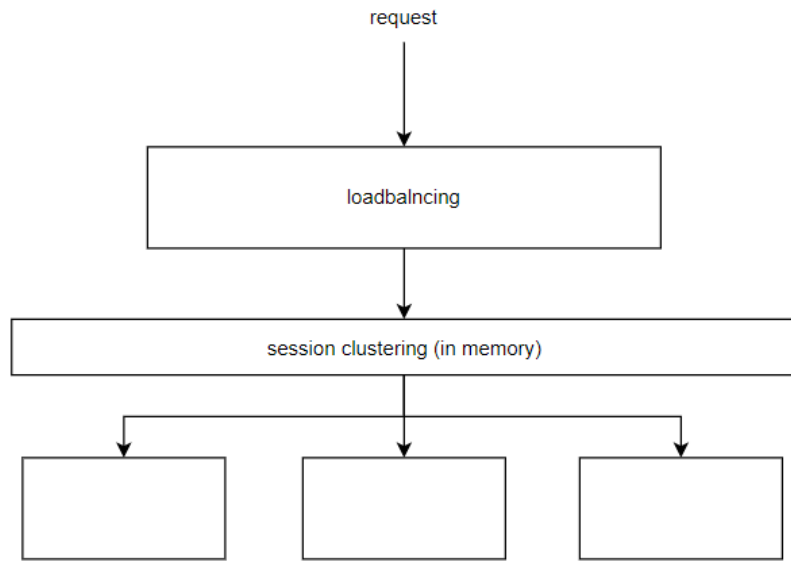 request
loadbalncing
session clustering (in memory)